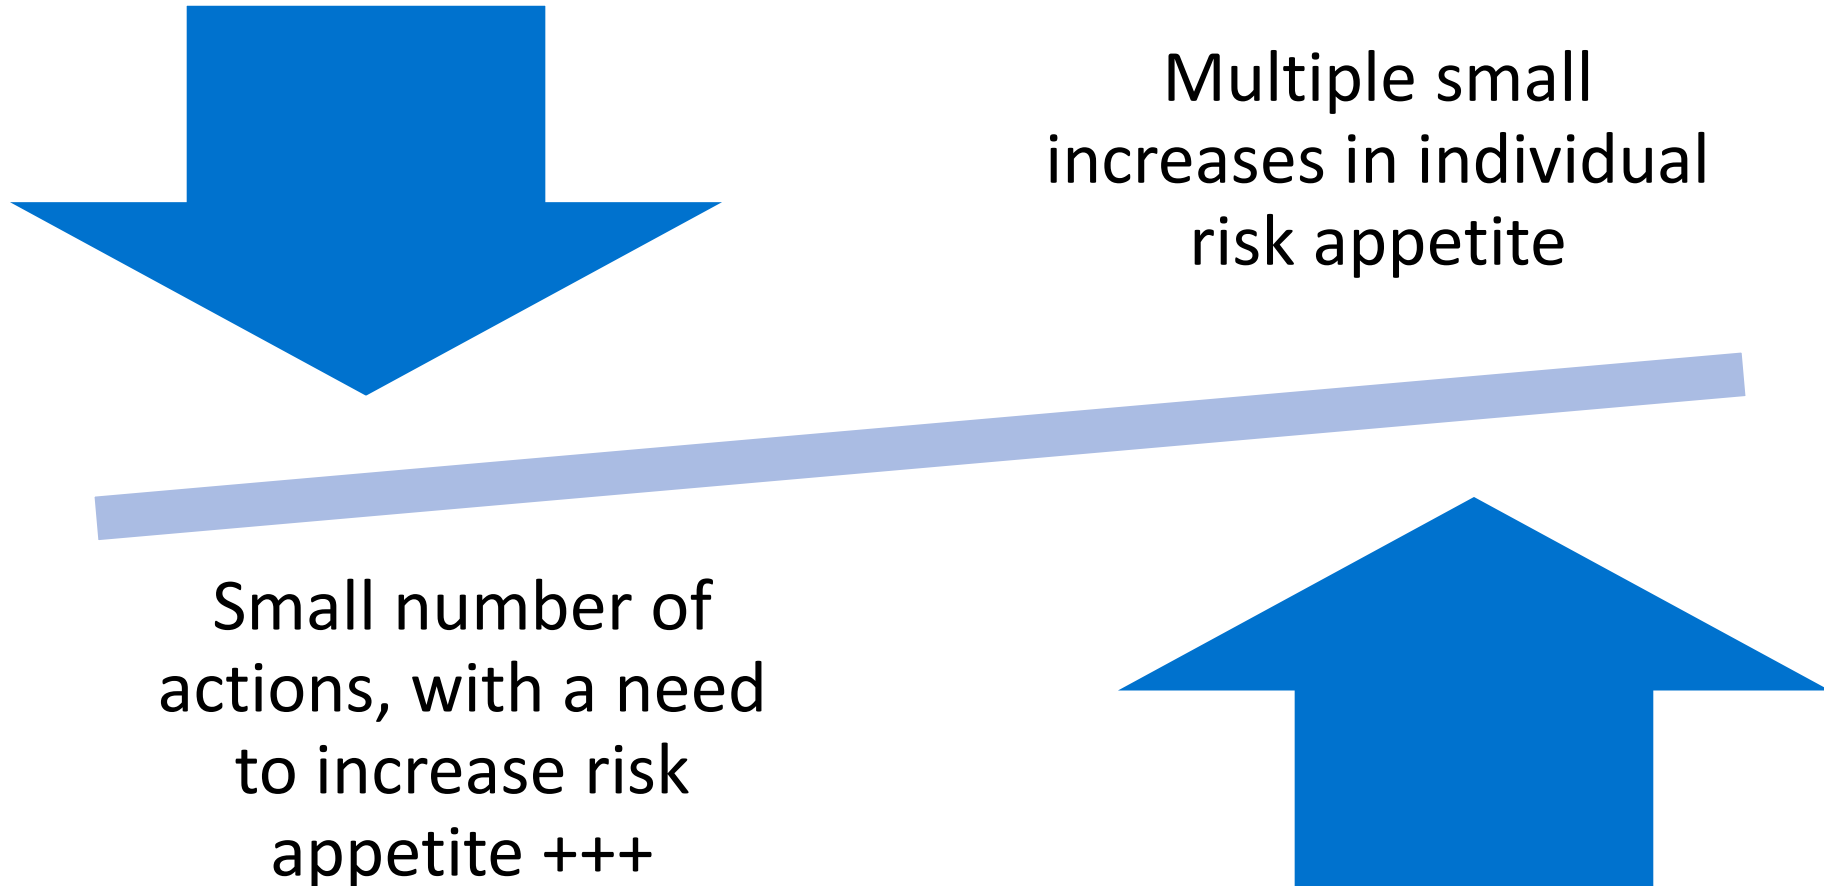 Multiple small
increases in individual
risk appetite
Small number of
actions, with a need
to increase risk
appetite +++